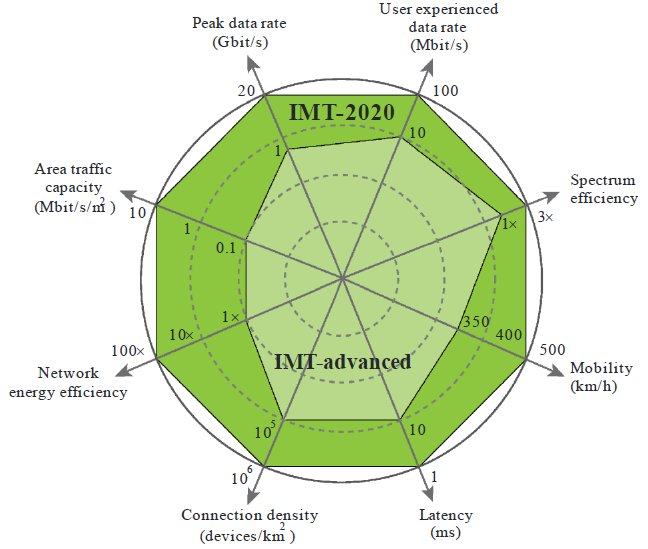 User experienced
data rate
(Mbit/s)
Peak data rate
(Gbit/s)
20
100
IMT-2020
10
1
Area traffic
capacity
(Mbit/s/m²)
10
1
0.1
Spectrum
efficiency
1×
3×
1×
10×
100×
350
400
500
Network
energy efficiency
IMT-advanced
Mobility
(km/h)
10⁵
10⁶
10
1
Connection density
(devices/km²)
Latency
(ms)